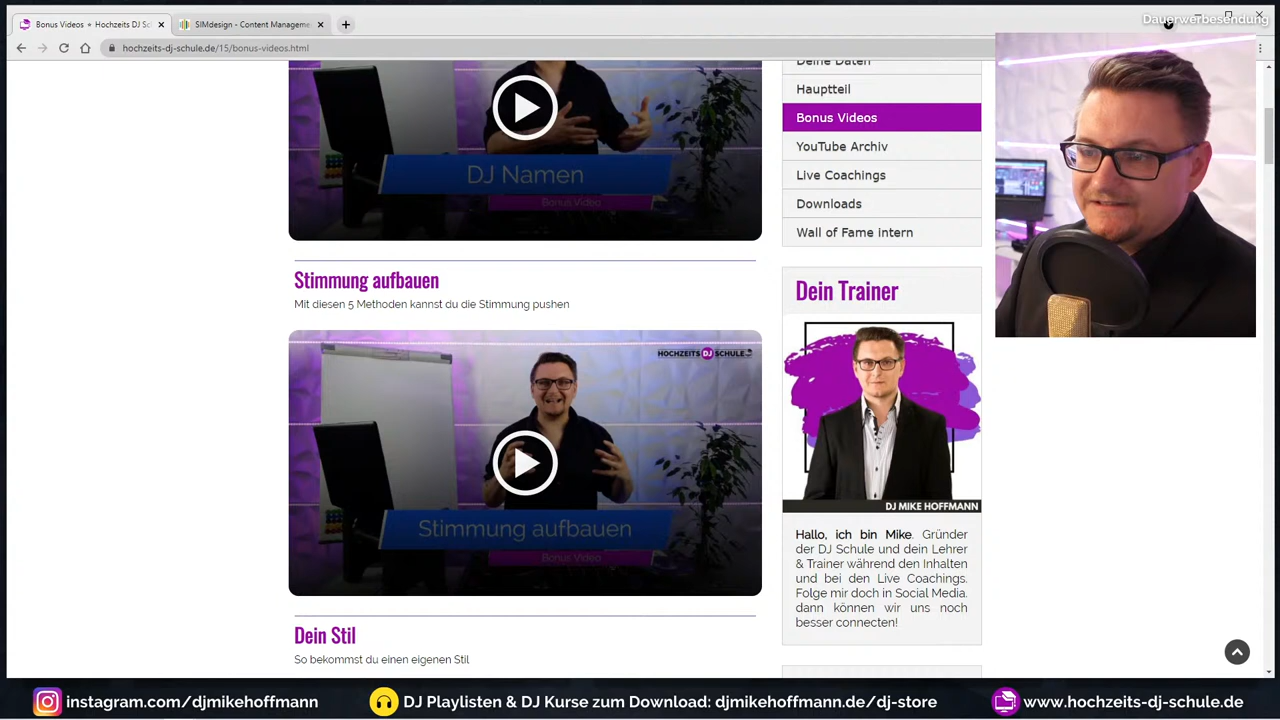 Bonus Videos ★ Hochzeits DJ Sc
SIMdesign - Content Manageme
Dauerwerbesendung
hochzeits-dj-schule.de/15/bonus-videos.html
DJ Namen
Bonus Video
Stimmung aufbauen
Mit diesen 5 Methoden kannst du die Stimmung pushen
HOCHZEITS DJ SCHULE
Stimmung aufbauen
Bonus Video
Dein Stil
So bekommst du einen eigenen Stil
Deine Daten
Hauptteil
Bonus Videos
YouTube Archiv
Live Coachings
Downloads
Wall of Fame intern
Dein Trainer
DJ MIKE HOFFMANN
Hallo, ich bin Mike. Gründer
der DJ Schule und dein Lehrer
& Trainer während den Inhalten
und bei den Live Coachings.
Folge mir doch in Social Media.
dann können wir uns noch
besser connecten!
instagram.com/djmikehoffmann
DJ Playlisten & DJ Kurse zum Download: djmikehoffmann.de/dj-store
www.hochzeits-dj-schule.de